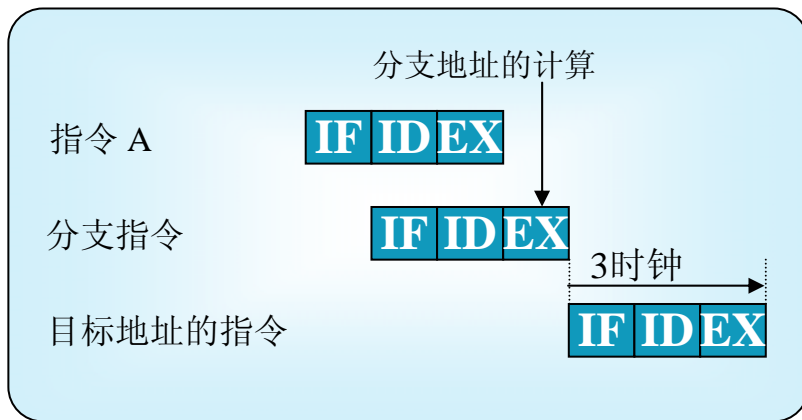 分支地址的计算
指令 A
IF ID EX
分支指令
IF ID EX
3时钟
目标地址的指令
IF ID EX